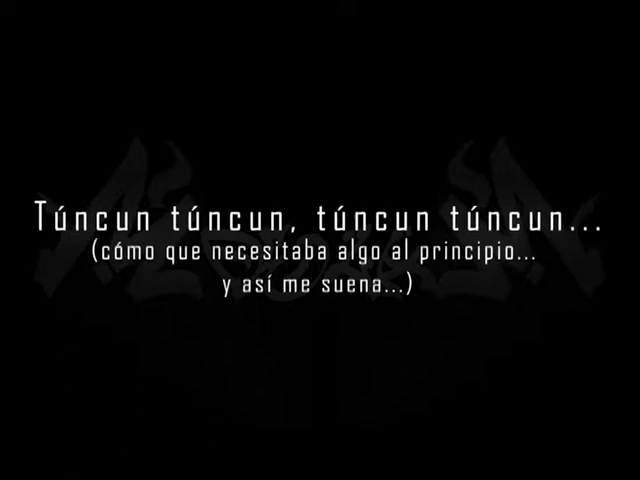 Túncun túncun, túncun túncun...
(cómo que necesitaba algo al principio...
y así me suena...)